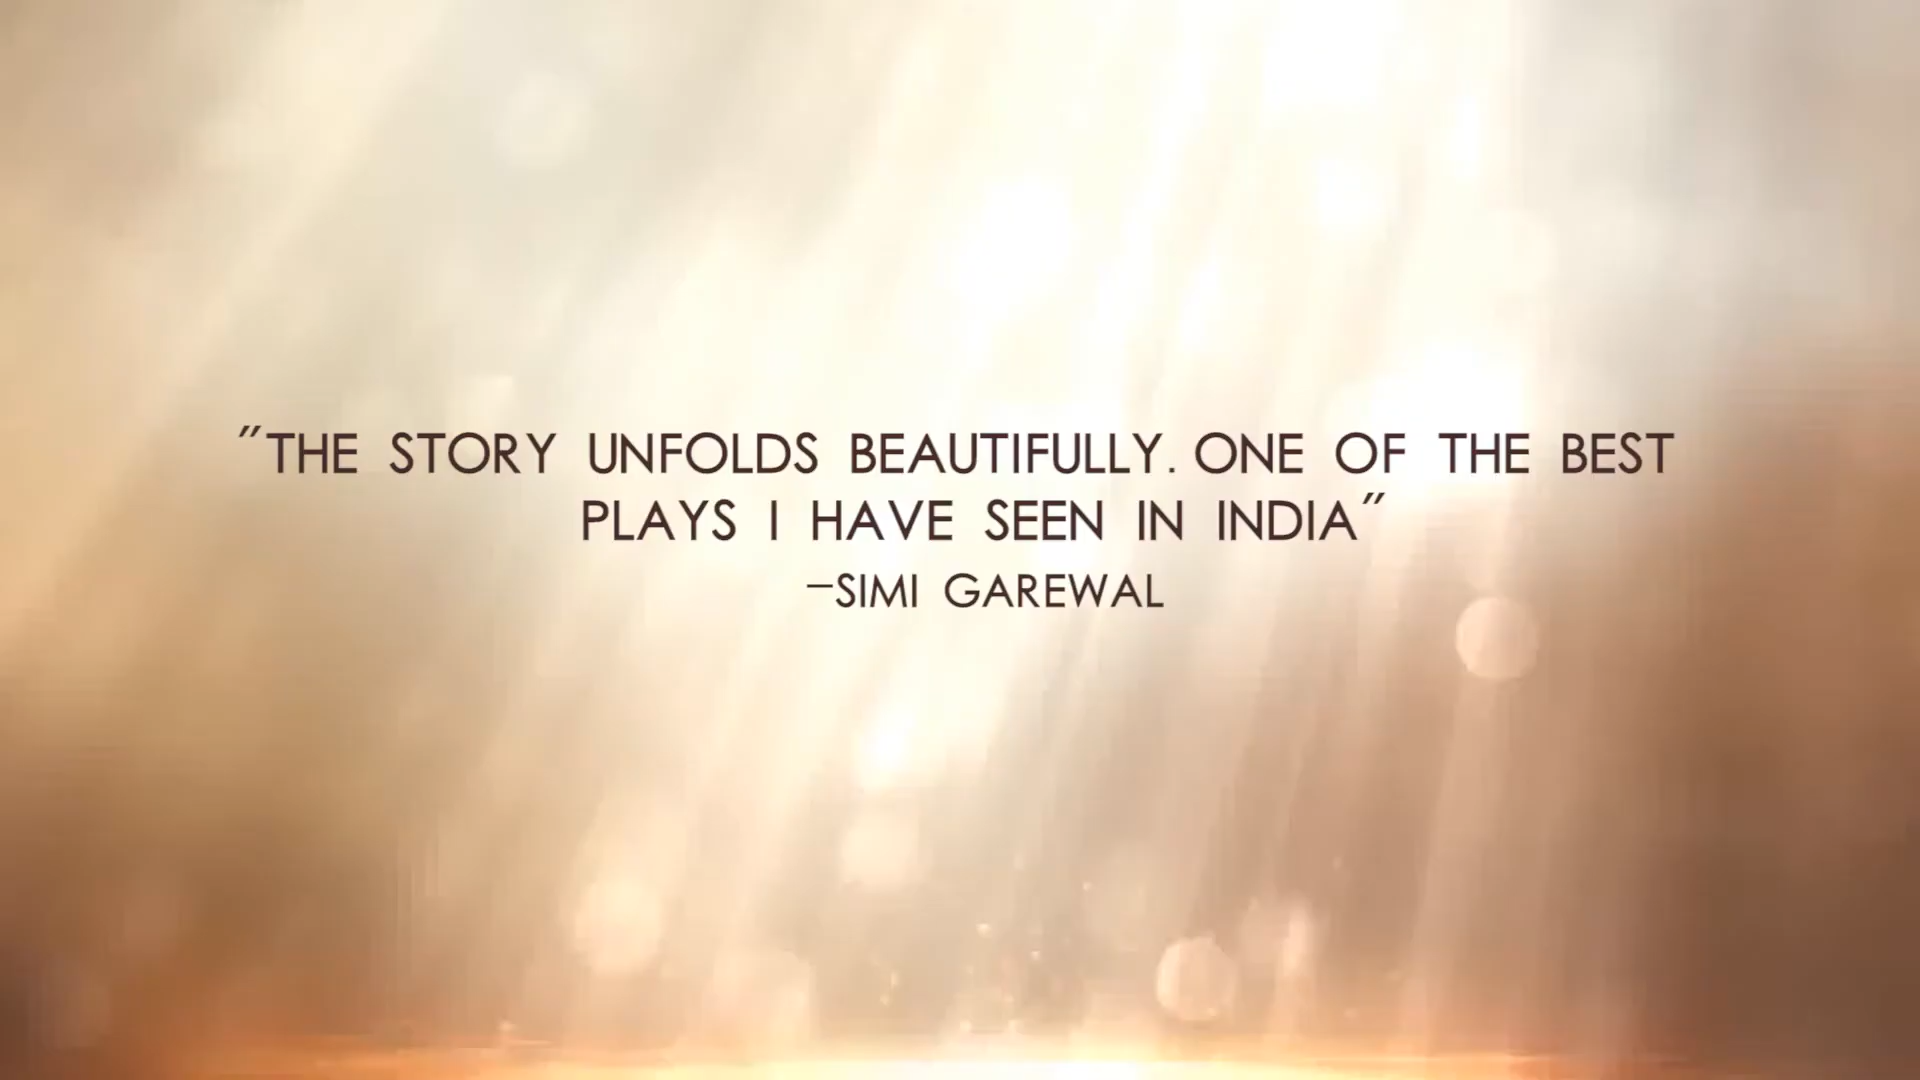 "THE STORY UNFOLDS BEAUTIFULLY. ONE OF THE BEST
PLAYS I HAVE SEEN IN INDIA"
–SIMI GAREWAL